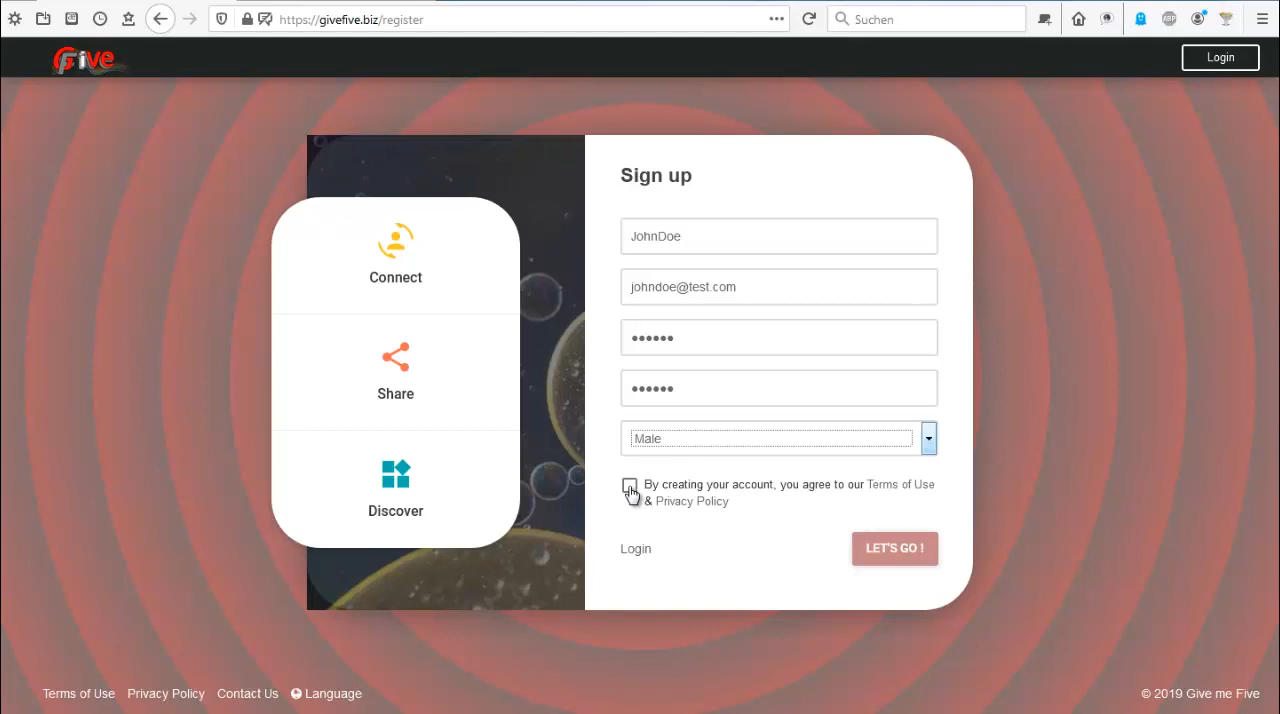 https://givefive.biz/register
Suchen
ABP
Five
Login
Sign up
JohnDoe
Connect
johndoe@test.com
••••••
Share
••••••
Male
By creating your account, you agree to our Terms of Use
& Privacy Policy
Discover
Login
LET'S GO !
Terms of Use
Privacy Policy
Contact Us
Language
© 2019 Give me Five